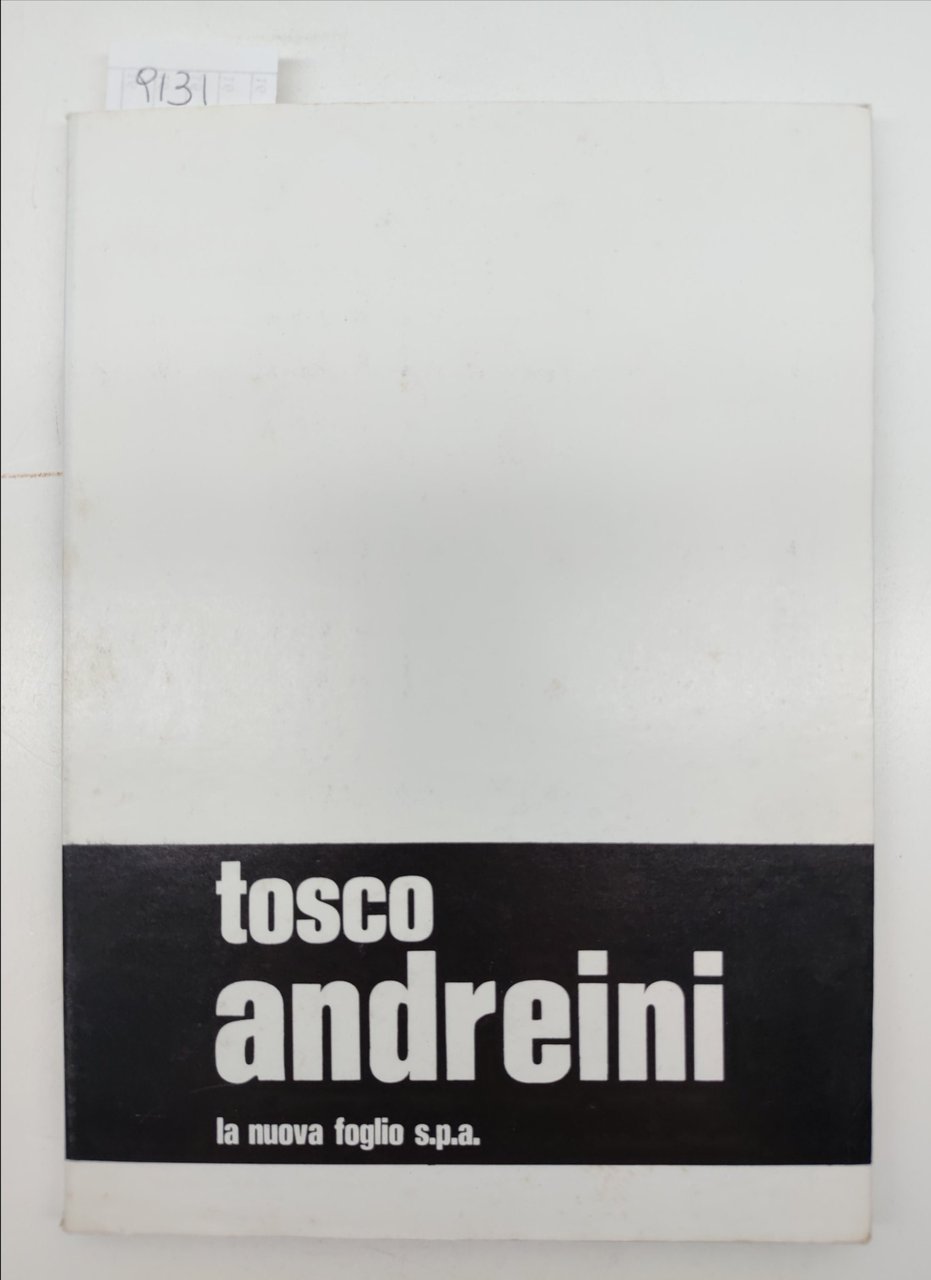 9131
tosco
andreini
la nuova foglio s.p.a.